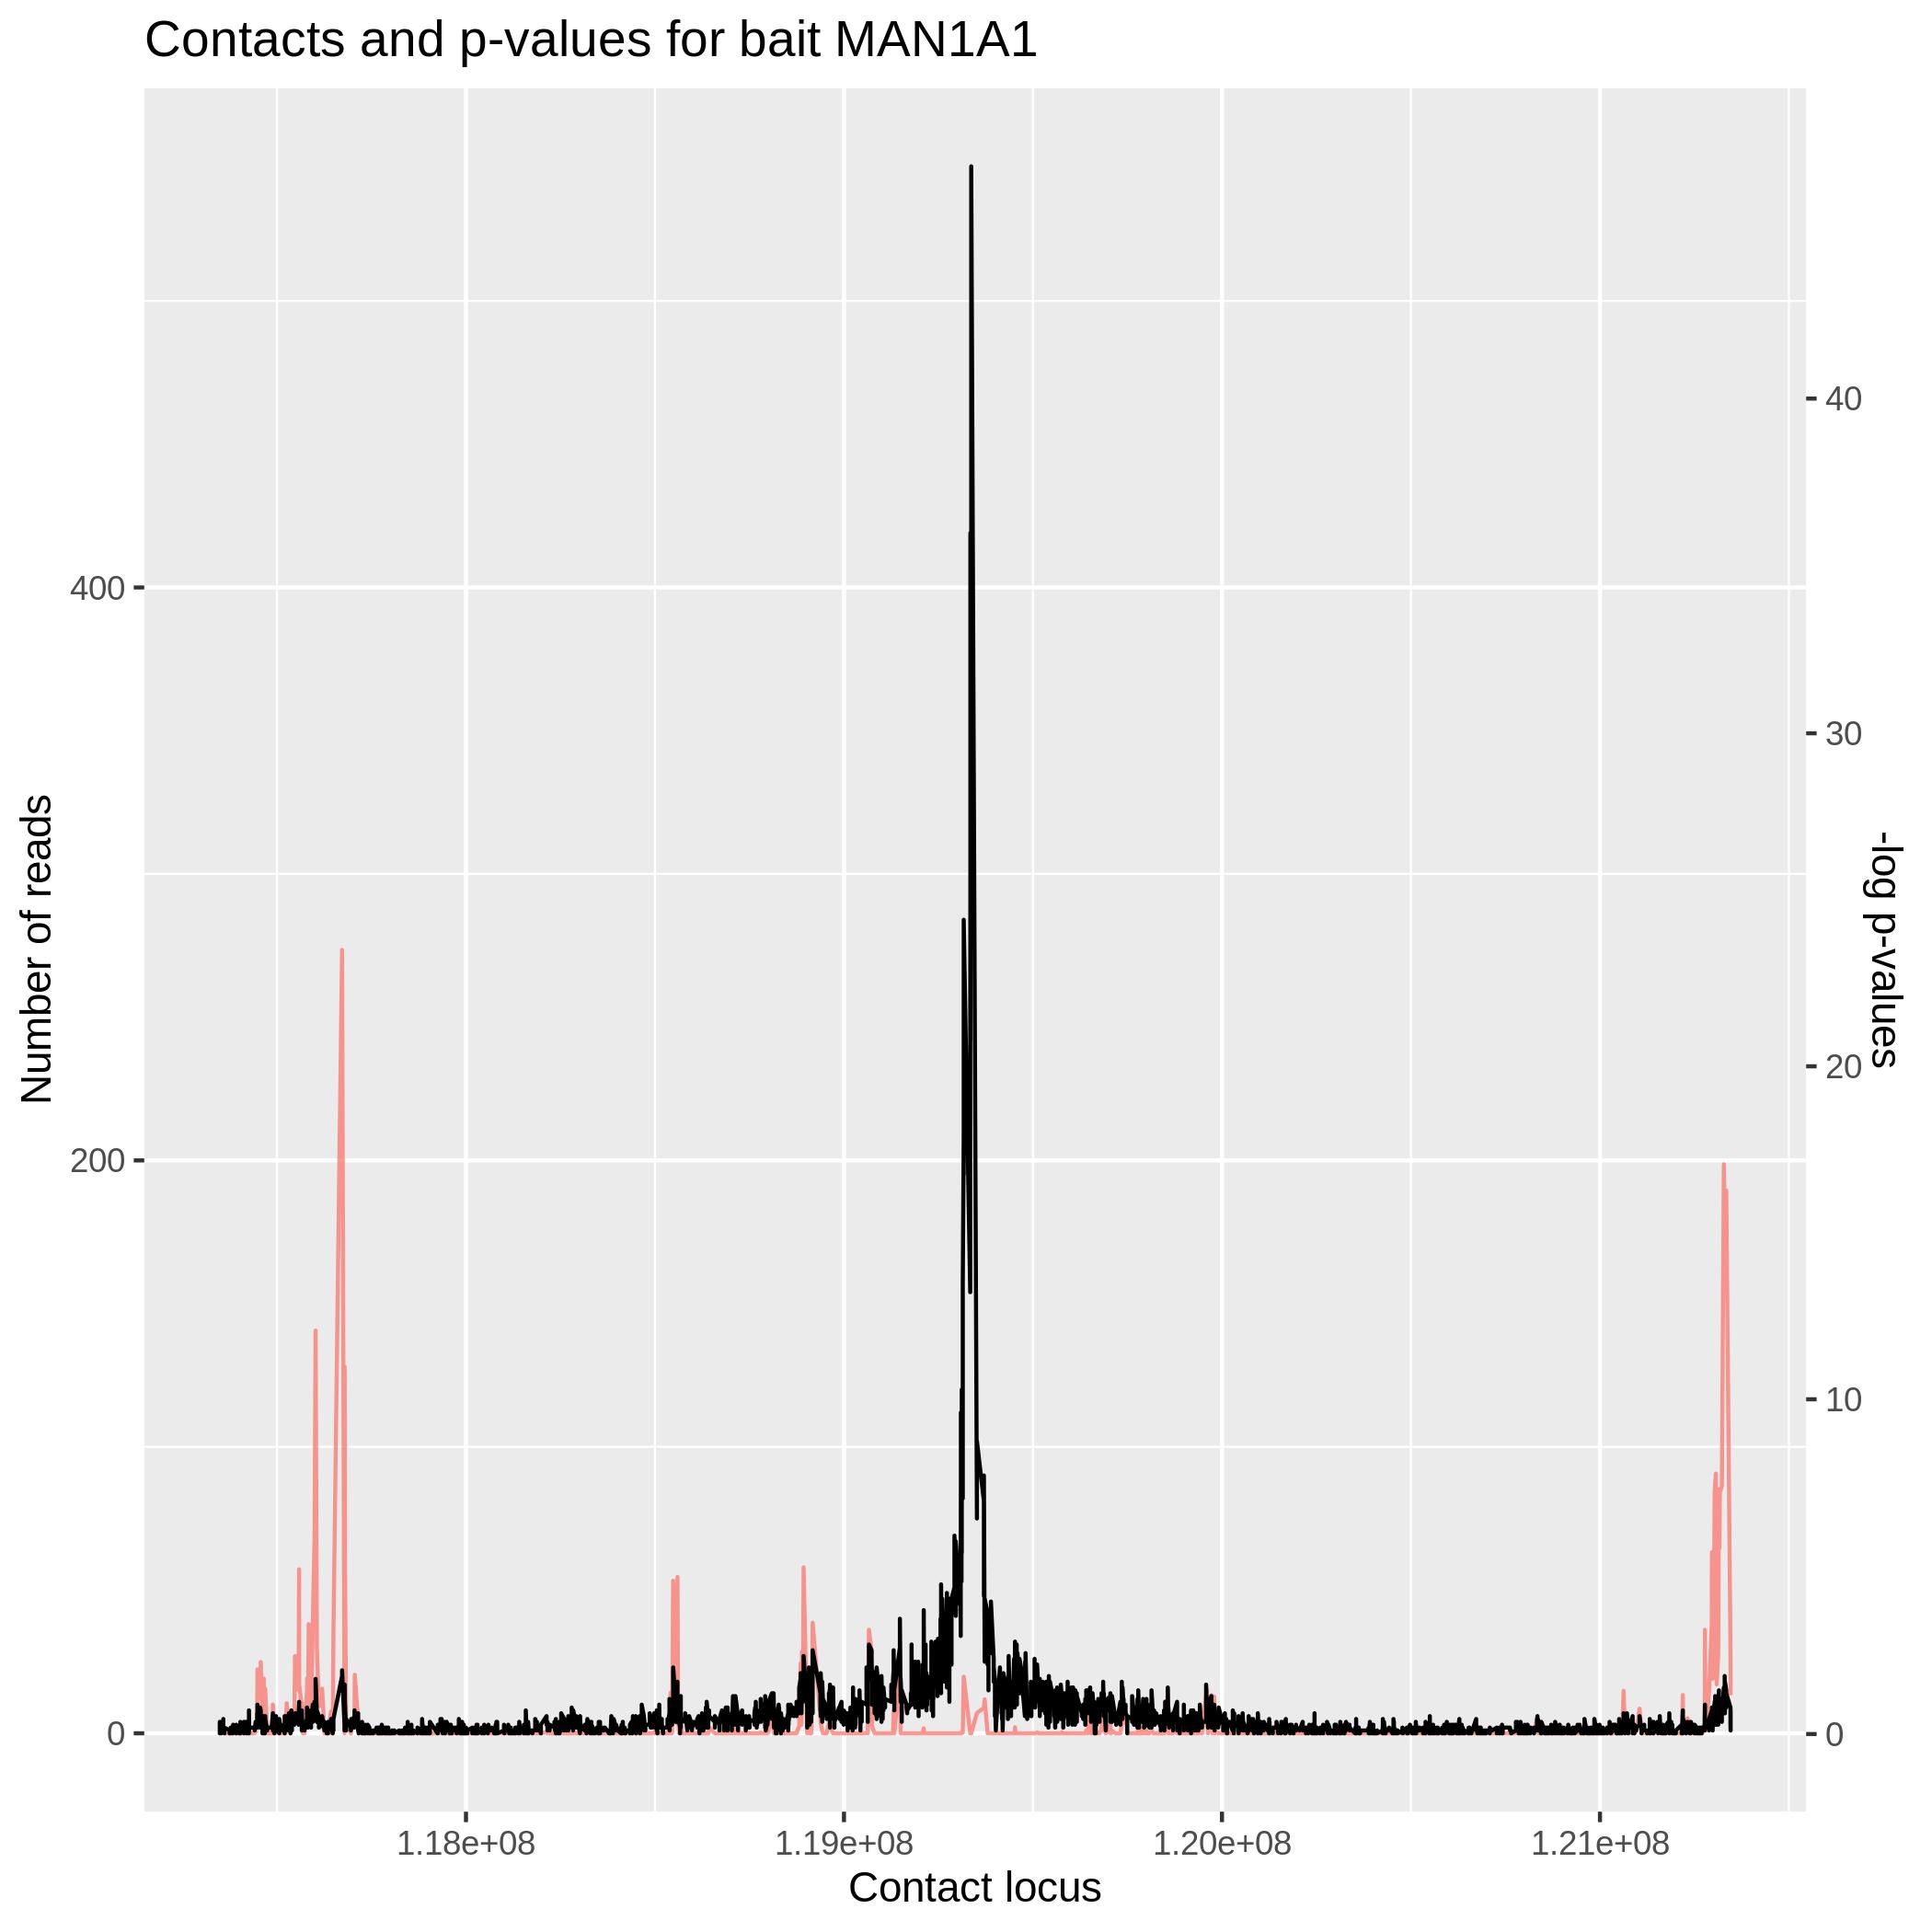 Contacts and p-values for bait MAN1A1
Number of reads
400
200
0
40
30
20
10
0
-log p-values
1.18e+08
1.19e+08
1.20e+08
1.21e+08
Contact locus